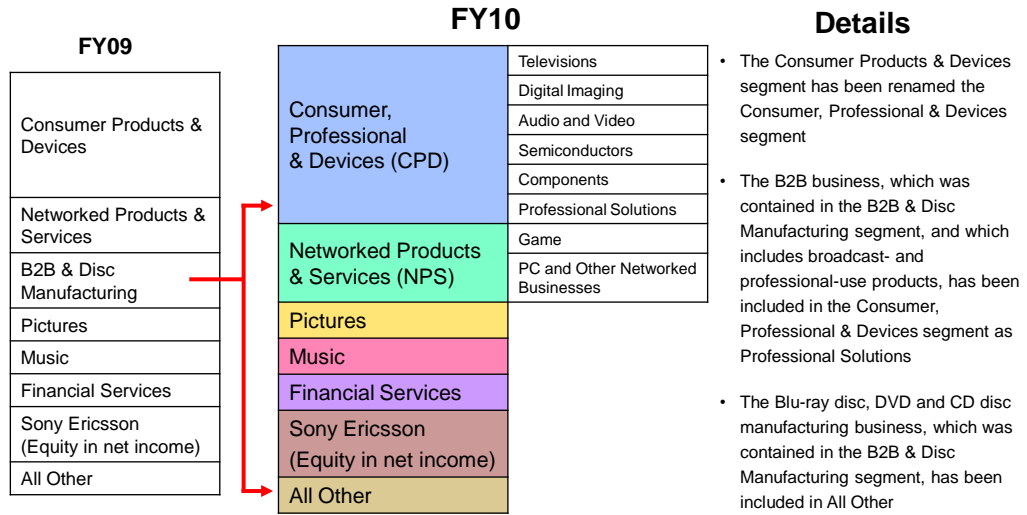 FY09
Consumer Products &
Devices
Networked Products &
Services
B2B & Disc
Manufacturing
Pictures
Music
Financial Services
Sony Ericsson
(Equity in net income)
All Other
FY10
Consumer,
Professional
& Devices (CPD)
Networked Products
& Services (NPS)
Pictures
Music
Financial Services
Sony Ericsson
(Equity in net income)
All Other
Televisions
Digital Imaging
Audio and Video
Semiconductors
Components
Professional Solutions
Game
PC and Other Networked
Businesses
Details
• The Consumer Products & Devices
segment has been renamed the
Consumer, Professional & Devices
segment
• The B2B business, which was
contained in the B2B & Disc
Manufacturing segment, and which
includes broadcast- and
professional-use products, has been
included in the Consumer,
Professional & Devices segment as
Professional Solutions
• The Blu-ray disc, DVD and CD disc
manufacturing business, which was
contained in the B2B & Disc
Manufacturing segment, has been
included in All Other